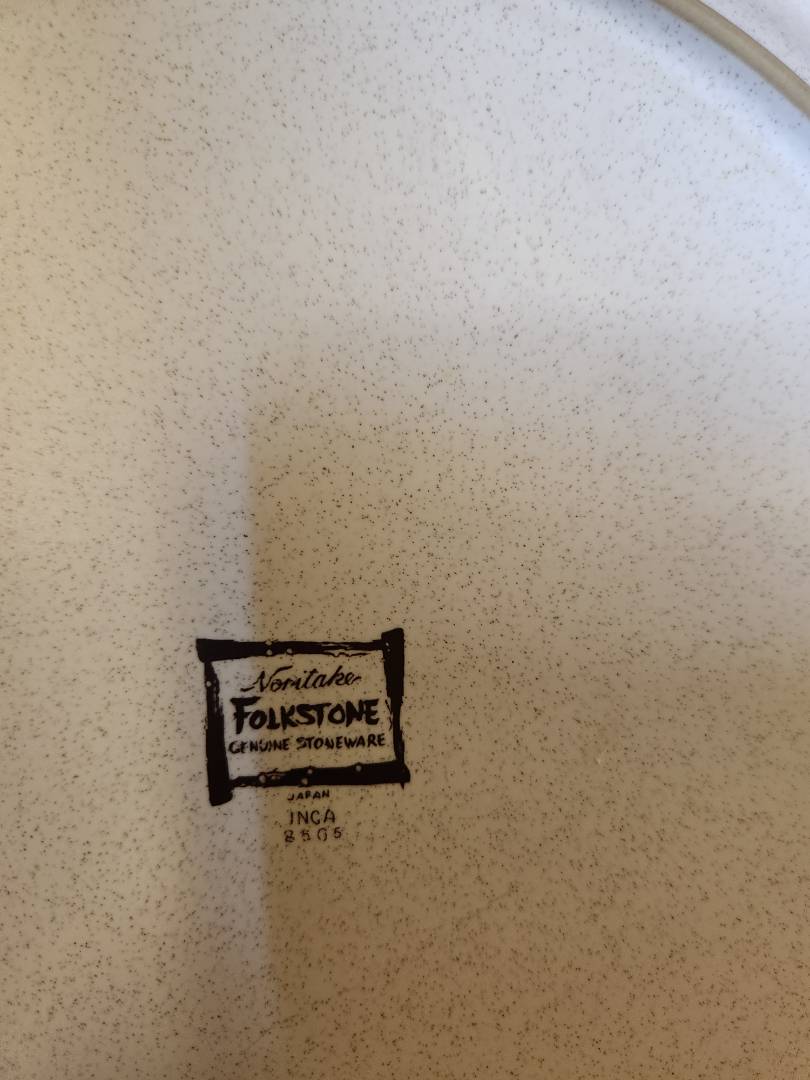 Noritake
FOLKSTONE
GENUINE STONEWARE
JAPAN
INCA
8505